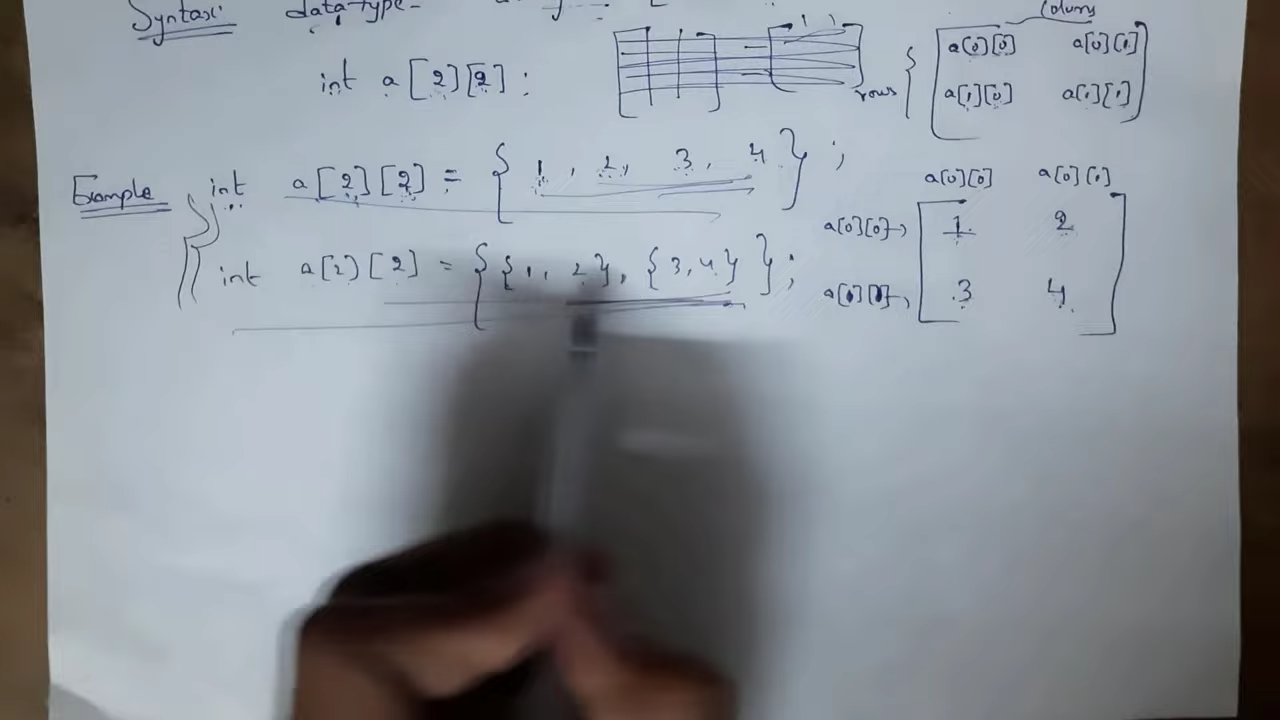 Syntax: data-type
Colums
int a[2][2];
rows
a[0][0] a[0][1]
a[1][0] a[1][1]
Example int a[2][2] = { 1, 2, 3, 4 };
a[0][0] a[0][1]
a[0][0]→ 1 2
int a[2][2] = { {1, 2}, {3, 4} };
3 4